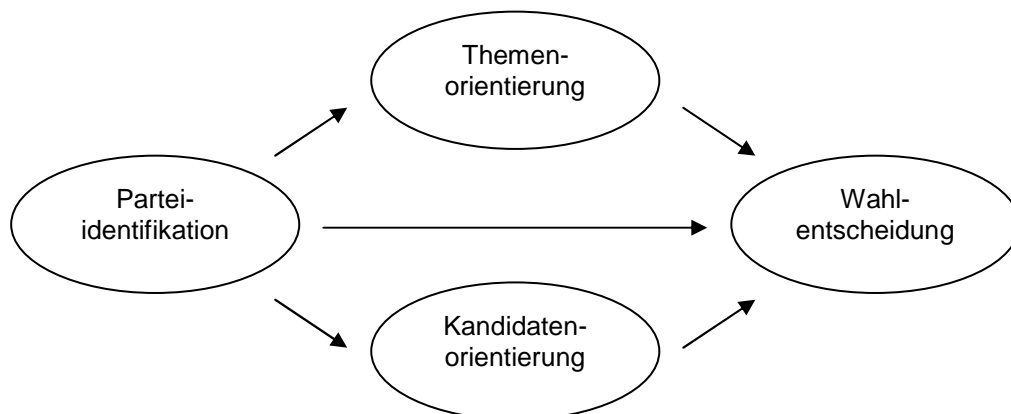 Themen-
orientierung
Partei-
identifikation
Wahl-
entscheidung
Kandidaten-
orientierung